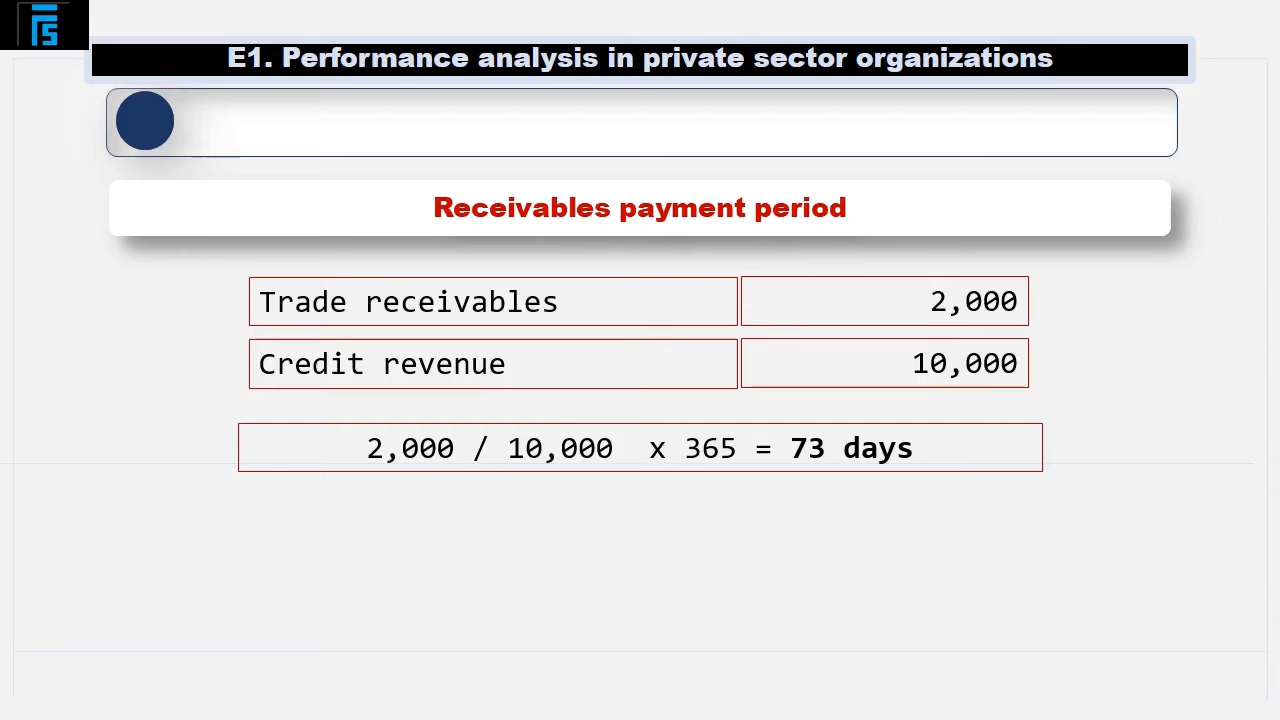 E1. Performance analysis in private sector organizations
Receivables payment period
Trade receivables 2,000
Credit revenue 10,000
2,000 / 10,000 x 365 = 73 days